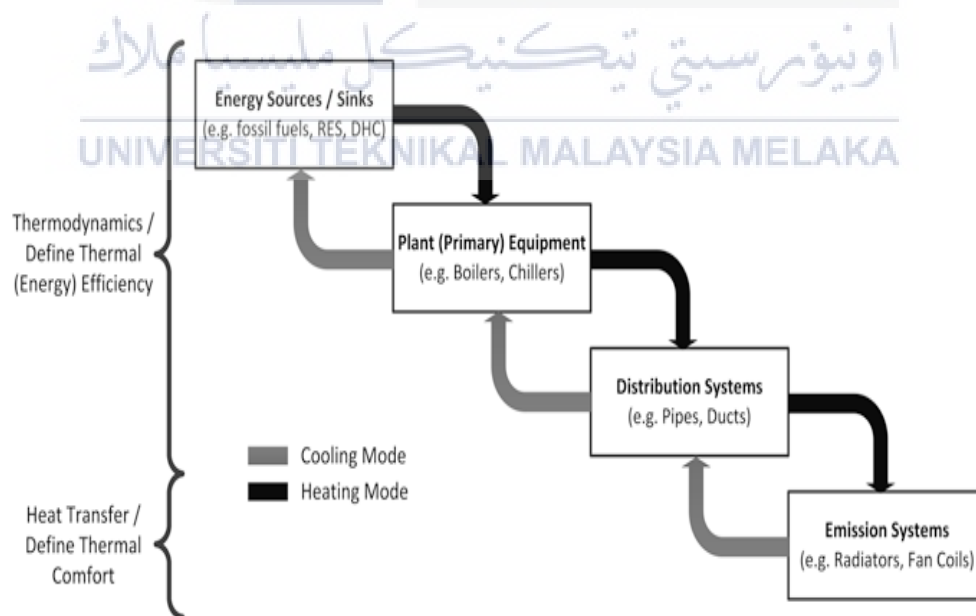 اونيۏرسيتي تيكنيكل مليسيا ملاك
UNIVERSITI TEKNIKAL MALAYSIA MELAKA
Energy Sources / Sinks
(e.g. fossil fuels, RES, DHC)
Thermodynamics /
Define Thermal
(Energy) Efficiency
Plant (Primary) Equipment
(e.g. Boilers, Chillers)
Distribution Systems
(e.g. Pipes, Ducts)
Cooling Mode
Heating Mode
Heat Transfer /
Define Thermal
Comfort
Emission Systems
(e.g. Radiators, Fan Coils)